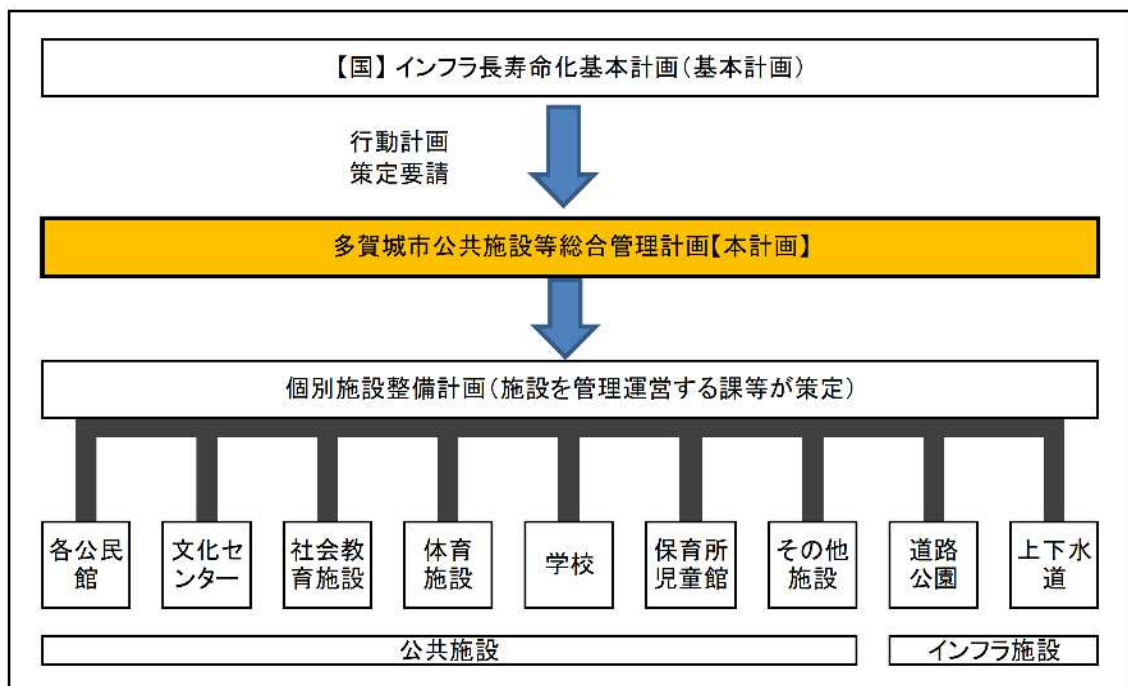 【国】インフラ長寿命化基本計画(基本計画)
行動計画
策定要請
多賀城市公共施設等総合管理計画【本計画】
個別施設整備計画(施設を管理運営する課等が策定)
各公民
館
文化セ
ンター
社会教
育施設
体育
施設
学校
保育所
児童館
その他
施設
道路
公園
上下水
道
公共施設
インフラ施設